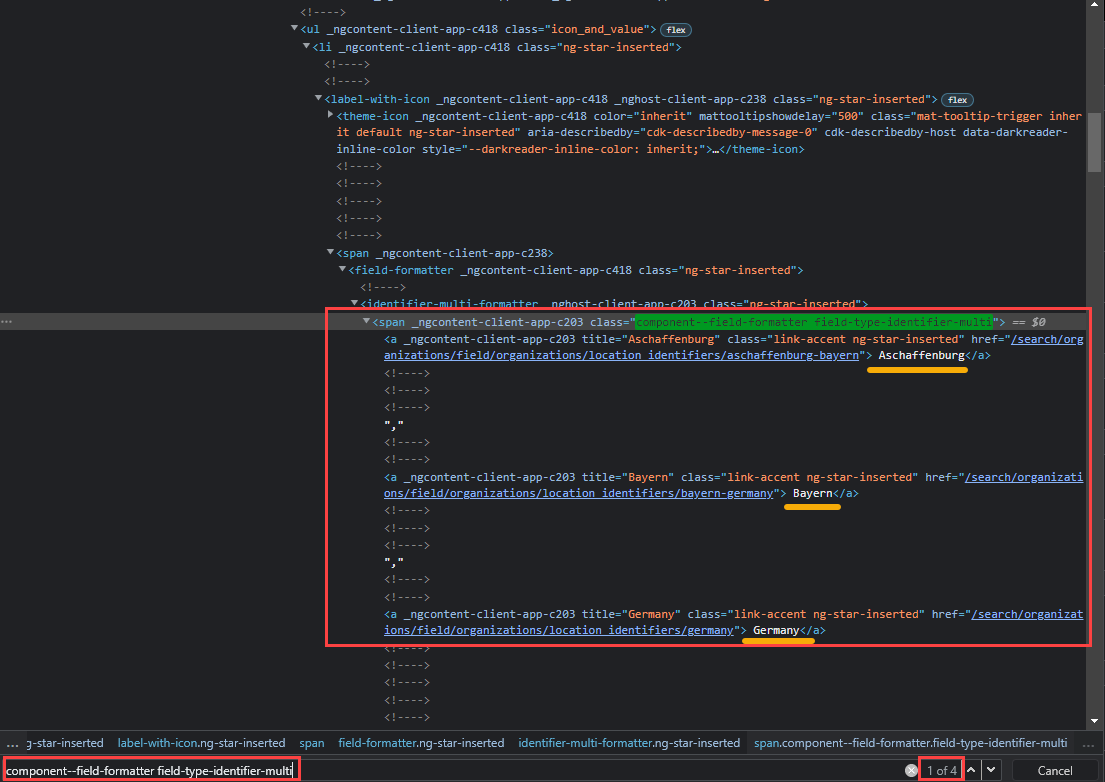 <!---->
<ul _ngcontent-client-app-c418 class="icon_and_value"> flex
<li _ngcontent-client-app-c418 class="ng-star-inserted">
<!---->
<!---->
<label-with-icon _ngcontent-client-app-c418 _nghost-client-app-c238 class="ng-star-inserted"> flex
<theme-icon _ngcontent-client-app-c418 color="inherit" mattooltipshowdelay="500" class="mat-tooltip-trigger inher
it default ng-star-inserted" aria-describedby="cdk-describedby-message-0" cdk-describedby-host data-darkreader-
inline-color style="--darkreader-inline-color: inherit;">…</theme-icon>
<!---->
<!---->
<!---->
<!---->
<!---->
<span _ngcontent-client-app-c238>
<field-formatter _ngcontent-client-app-c418 class="ng-star-inserted">
<!---->
<identifier-multi-formatter _nghost-client-app-c203 class="ng-star-inserted">
… <span _ngcontent-client-app-c203 class="component--field-formatter field-type-identifier-multi"> == $0
<a _ngcontent-client-app-c203 title="Aschaffenburg" class="link-accent ng-star-inserted" href="/search/org
anizations/field/organizations/location_identifiers/aschaffenburg-bayern"> Aschaffenburg</a>
<!---->
<!---->
<!---->
","
<!---->
<!---->
<a _ngcontent-client-app-c203 title="Bayern" class="link-accent ng-star-inserted" href="/search/organizati
ons/field/organizations/location_identifiers/bayern-germany"> Bayern</a>
<!---->
<!---->
<!---->
","
<!---->
<!---->
<a _ngcontent-client-app-c203 title="Germany" class="link-accent ng-star-inserted" href="/search/organizat
ions/field/organizations/location_identifiers/germany"> Germany</a>
<!---->
<!---->
<!---->
<!---->
<!---->
… g-star-inserted label-with-icon.ng-star-inserted span field-formatter.ng-star-inserted identifier-multi-formatter.ng-star-inserted span.component--field-formatter.field-type-identifier-multi …
component--field-formatter field-type-identifier-multi 1 of 4 Cancel